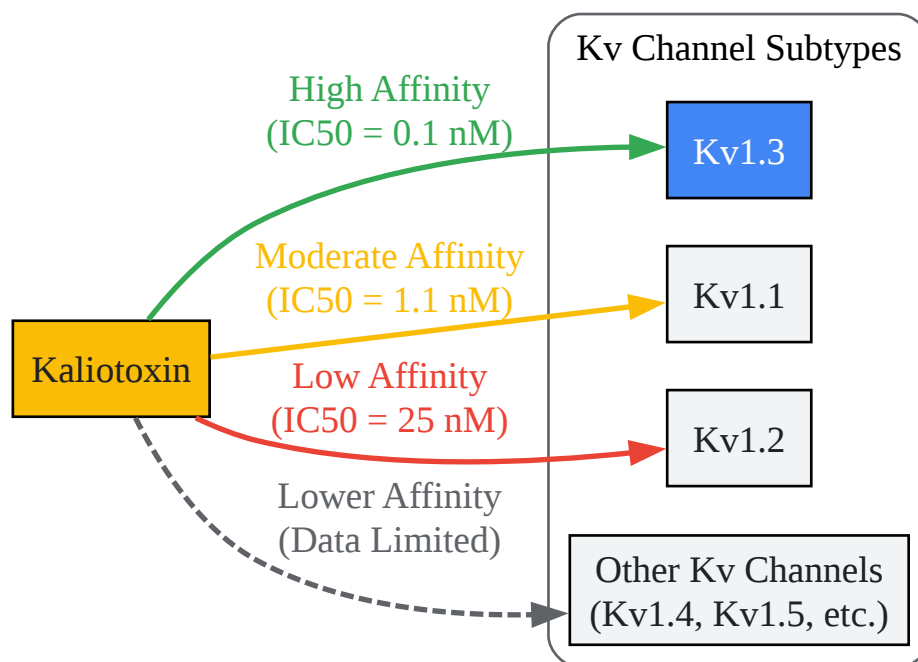 Kv Channel Subtypes
High Affinity
(IC50 = 0.1 nM)
Kv1.3
Moderate Affinity
(IC50 = 1.1 nM)
Kv1.1
Kaliotoxin
Low Affinity
(IC50 = 25 nM)
Kv1.2
Lower Affinity
(Data Limited)
Other Kv Channels
(Kv1.4, Kv1.5, etc.)